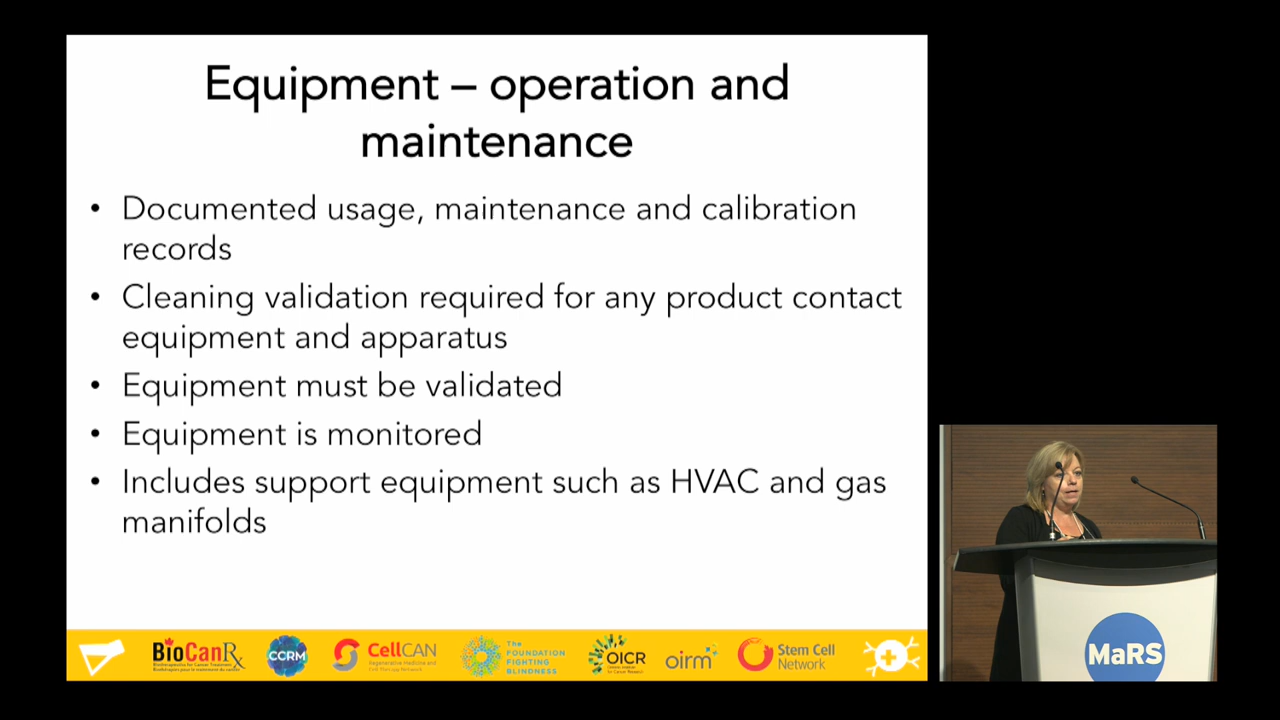 Equipment – operation and
maintenance
• Documented usage, maintenance and calibration
records
• Cleaning validation required for any product contact
equipment and apparatus
• Equipment must be validated
• Equipment is monitored
• Includes support equipment such as HVAC and gas
manifolds
BioCanRx
CCRM
CellCAN
The
FOUNDATION
FIGHTING
BLINDNESS
OICR
oirm
Stem Cell
Network
MaRS